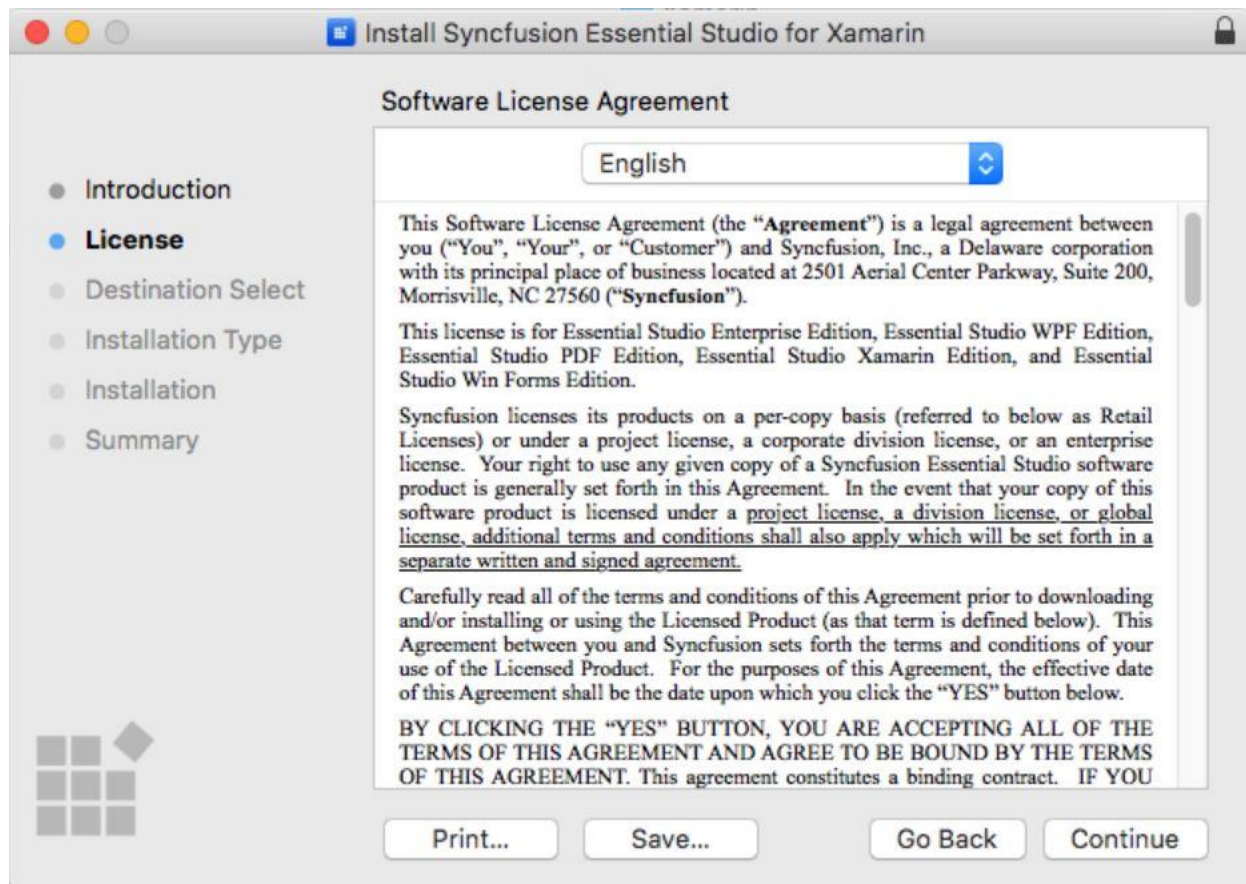 Install Syncfusion Essential Studio for Xamarin
Software License Agreement
Introduction
License
Destination Select
Installation Type
Installation
Summary
English
This Software License Agreement (the “Agreement”) is a legal agreement between
you (“You”, “Your”, or “Customer”) and Syncfusion, Inc., a Delaware corporation
with its principal place of business located at 2501 Aerial Center Parkway, Suite 200,
Morrisville, NC 27560 (“Syncfusion”).
This license is for Essential Studio Enterprise Edition, Essential Studio WPF Edition,
Essential Studio PDF Edition, Essential Studio Xamarin Edition, and Essential
Studio Win Forms Edition.
Syncfusion licenses its products on a per-copy basis (referred to below as Retail
Licenses) or under a project license, a corporate division license, or an enterprise
license. Your right to use any given copy of a Syncfusion Essential Studio software
product is generally set forth in this Agreement. In the event that your copy of this
software product is licensed under a project license, a division license, or global
license, additional terms and conditions shall also apply which will be set forth in a
separate written and signed agreement.
Carefully read all of the terms and conditions of this Agreement prior to downloading
and/or installing or using the Licensed Product (as that term is defined below). This
Agreement between you and Syncfusion sets forth the terms and conditions of your
use of the Licensed Product. For the purposes of this Agreement, the effective date
of this Agreement shall be the date upon which you click the “YES” button below.
BY CLICKING THE “YES” BUTTON, YOU ARE ACCEPTING ALL OF THE
TERMS OF THIS AGREEMENT AND AGREE TO BE BOUND BY THE TERMS
OF THIS AGREEMENT. This agreement constitutes a binding contract. IF YOU
Print...
Save...
Go Back
Continue